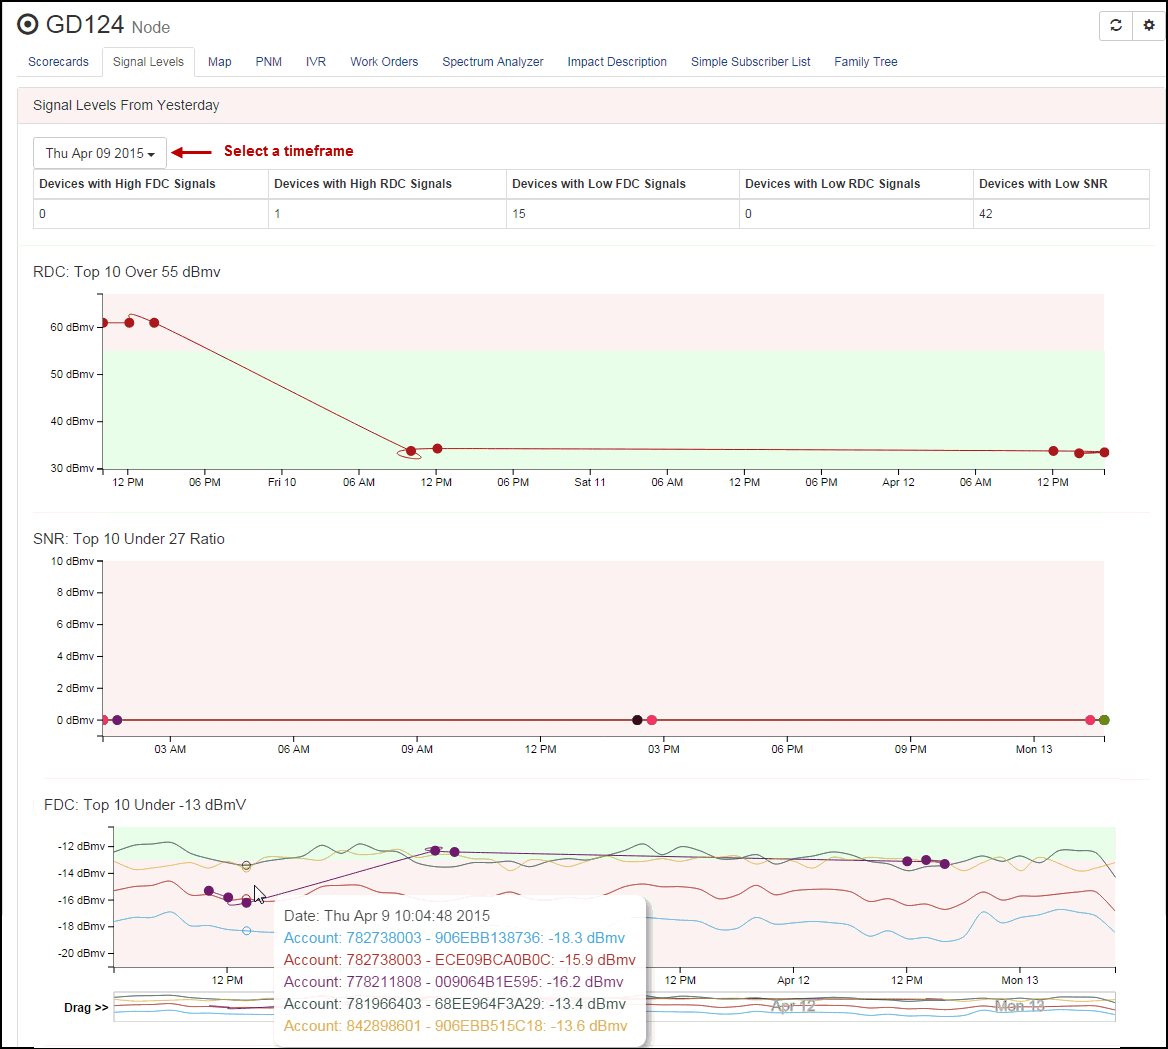 GD124 Node
Scorecards Signal Levels Map PNM IVR Work Orders Spectrum Analyzer Impact Description Simple Subscriber List Family Tree
Signal Levels From Yesterday
Thu Apr 09 2015 Select a timeframe
Devices with High FDC Signals Devices with High RDC Signals Devices with Low FDC Signals Devices with Low RDC Signals Devices with Low SNR
0 1 15 0 42
RDC: Top 10 Over 55 dBmv
60 dBmv
50 dBmv
40 dBmv
30 dBmv
12 PM 06 PM Fri 10 06 AM 12 PM 06 PM Sat 11 06 AM 12 PM 06 PM Apr 12 06 AM 12 PM
SNR: Top 10 Under 27 Ratio
10 dBmv
8 dBmv
6 dBmv
4 dBmv
2 dBmv
0 dBmv
03 AM 06 AM 09 AM 12 PM 03 PM 06 PM 09 PM Mon 13
FDC: Top 10 Under -13 dBmV
-12 dBmv
-14 dBmv
-16 dBmv
-18 dBmv
-20 dBmv
Date: Thu Apr 9 10:04:48 2015
Account: 782738003 - 906EBB138736: -18.3 dBmv
Account: 782738003 - ECE09BCA0B0C: -15.9 dBmv
Account: 778211808 - 009064B1E595: -16.2 dBmv
Account: 781966403 - 68EE964F3A29: -13.4 dBmv
Account: 842898601 - 906EBB515C18: -13.6 dBmv
12 PM 12 PM Apr 12 12 PM Mon 13
Drag >> Apr 12 Mon 13